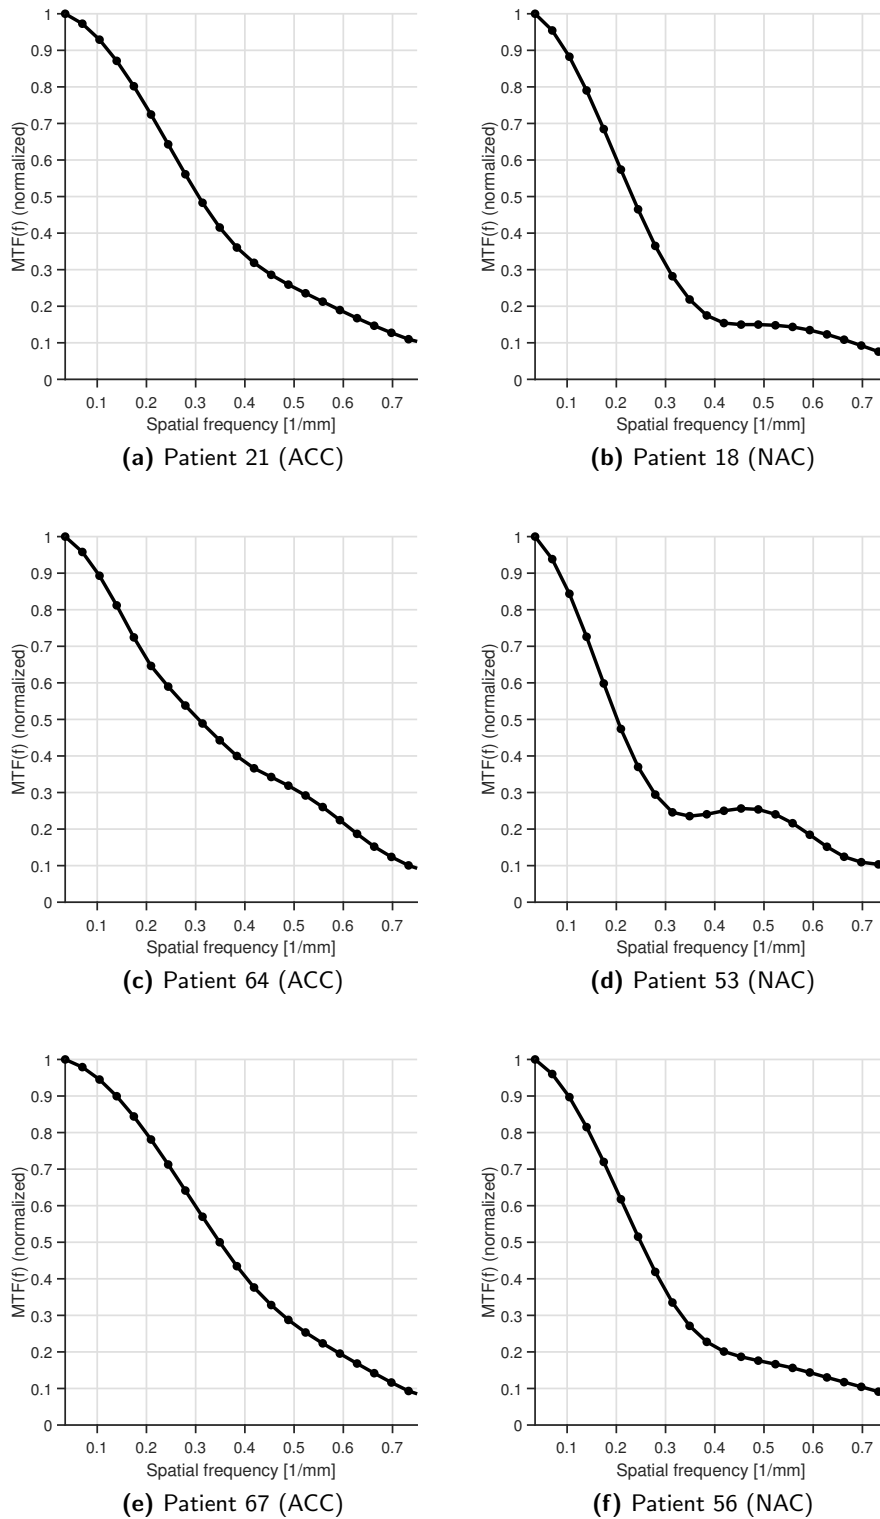 1
0.9
0.8
0.7
0.6
0.5
0.4
0.3
0.2
0.1
0
MTF(f) (normalized)
0.1 0.2 0.3 0.4 0.5 0.6 0.7
Spatial frequency [1/mm]
(a) Patient 21 (ACC)
1
0.9
0.8
0.7
0.6
0.5
0.4
0.3
0.2
0.1
0
MTF(f) (normalized)
0.1 0.2 0.3 0.4 0.5 0.6 0.7
Spatial frequency [1/mm]
(b) Patient 18 (NAC)
1
0.9
0.8
0.7
0.6
0.5
0.4
0.3
0.2
0.1
0
MTF(f) (normalized)
0.1 0.2 0.3 0.4 0.5 0.6 0.7
Spatial frequency [1/mm]
(c) Patient 64 (ACC)
1
0.9
0.8
0.7
0.6
0.5
0.4
0.3
0.2
0.1
0
MTF(f) (normalized)
0.1 0.2 0.3 0.4 0.5 0.6 0.7
Spatial frequency [1/mm]
(d) Patient 53 (NAC)
1
0.9
0.8
0.7
0.6
0.5
0.4
0.3
0.2
0.1
0
MTF(f) (normalized)
0.1 0.2 0.3 0.4 0.5 0.6 0.7
Spatial frequency [1/mm]
(e) Patient 67 (ACC)
1
0.9
0.8
0.7
0.6
0.5
0.4
0.3
0.2
0.1
0
MTF(f) (normalized)
0.1 0.2 0.3 0.4 0.5 0.6 0.7
Spatial frequency [1/mm]
(f) Patient 56 (NAC)